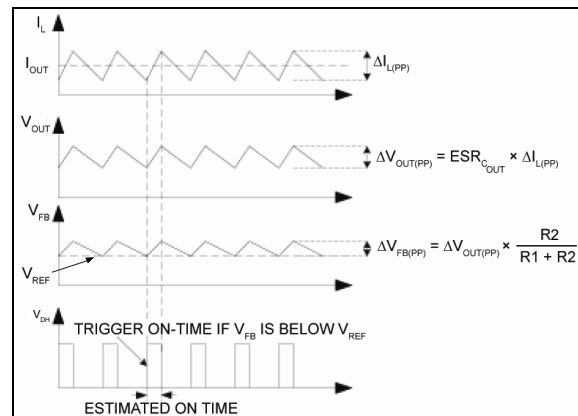 I_L
I_OUT
ΔI_L(PP)
V_OUT
ΔV_OUT(PP) = ESR_C_OUT × ΔI_L(PP)
V_FB
ΔV_FB(PP) = ΔV_OUT(PP) × R2 / R1 + R2
V_REF
V_DH
TRIGGER ON-TIME IF V_FB IS BELOW V_REF
ESTIMATED ON TIME